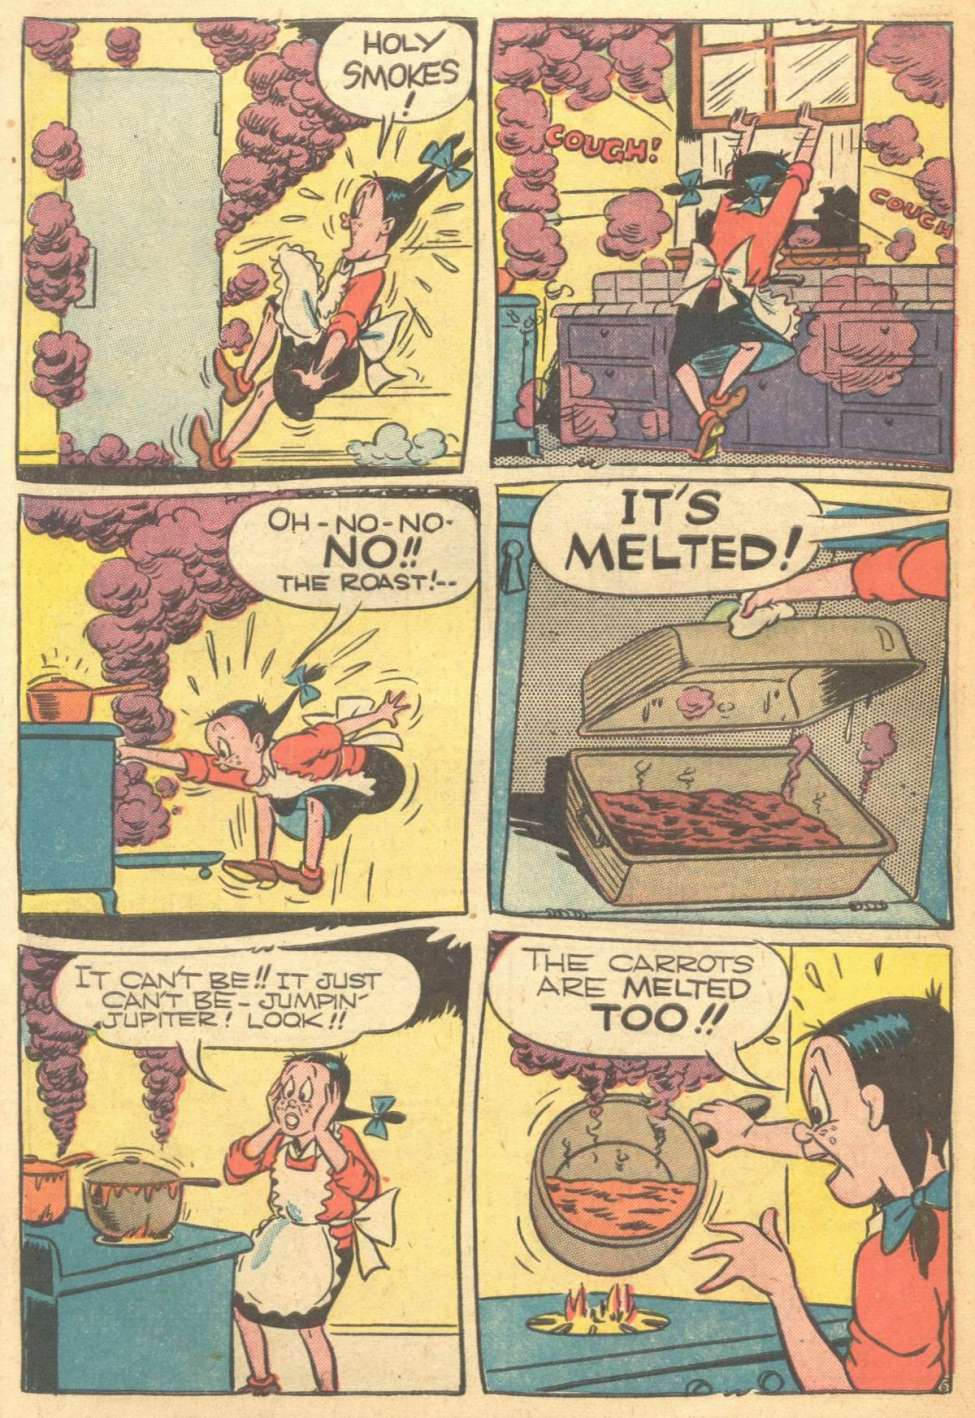 HOLY
SMOKES
!
COUGH!
COUGH
OH-NO-NO-
NO!!
THE ROAST!--
IT'S
MELTED!
IT CAN'T BE!! IT JUST
CAN'T BE - JUMPIN'
JUPITER! LOOK!!
THE CARROTS
ARE MELTED
TOO!!
6